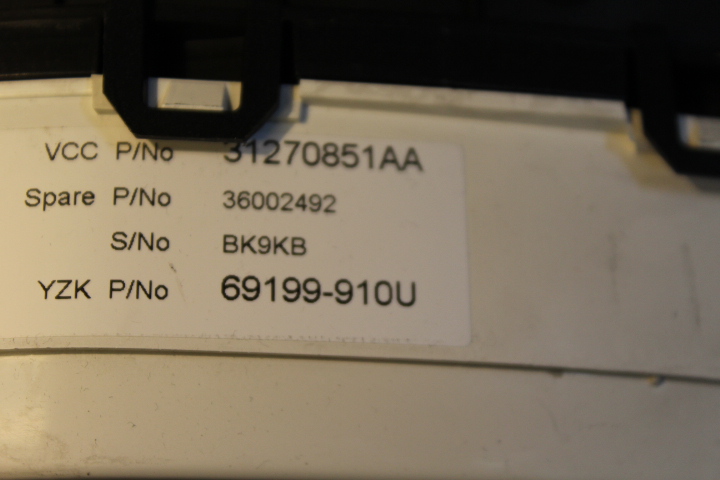 VCC P/No 31270851AA
Spare P/No 36002492
S/No BK9KB
YZK P/No 69199-910U